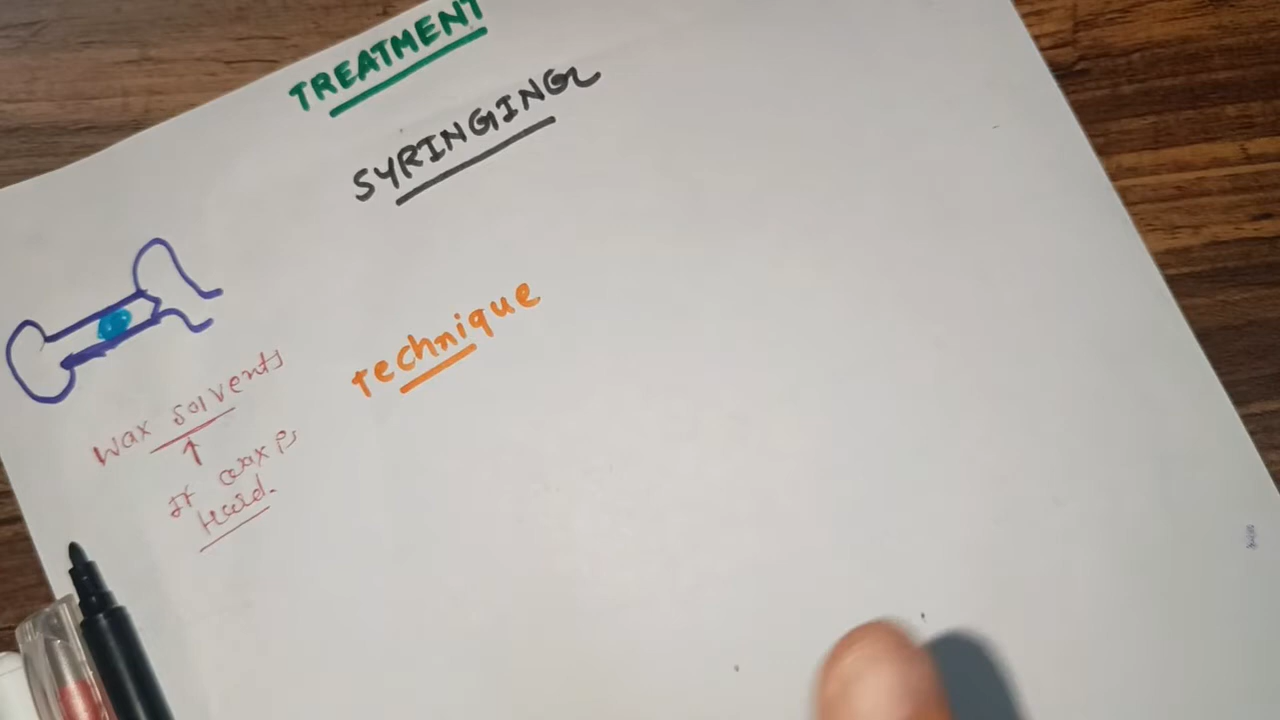 TREATMENT
SYRINGING
Technique
Wax solvents
If wax is
Hard.